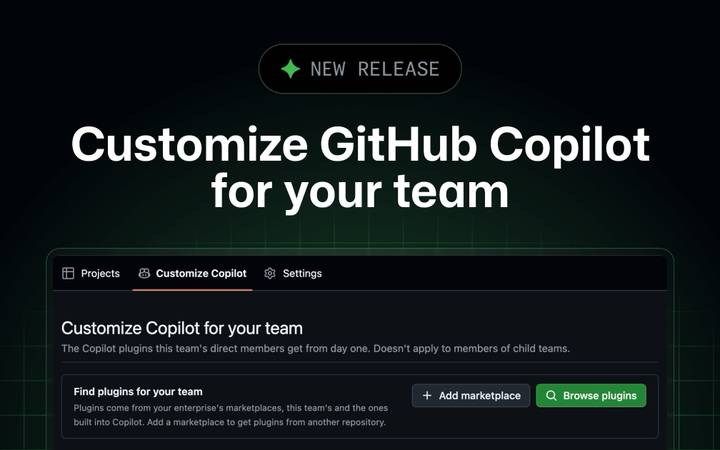 NEW RELEASE
Customize GitHub Copilot
for your team
Projects
Customize Copilot
Settings
Customize Copilot for your team
The Copilot plugins this team's direct members get from day one. Doesn't apply to members of child teams.
Find plugins for your team
Plugins come from your enterprise's marketplaces, this team's and the ones
built into Copilot. Add a marketplace to get plugins from another repository.
Add marketplace
Browse plugins